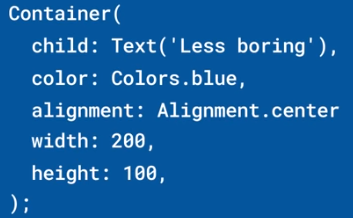 Container(
  child: Text('Less boring'),
  color: Colors.blue,
  alignment: Alignment.center
  width: 200,
  height: 100,
);